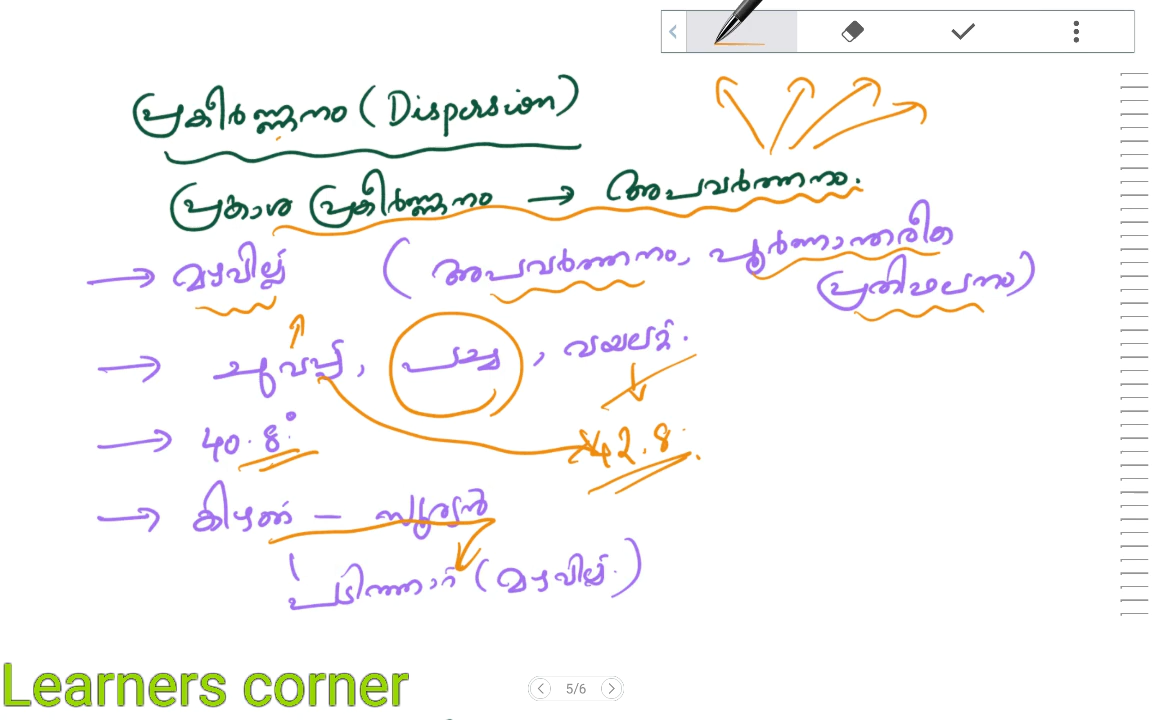 പ്രകീർണ്ണനം (Dispersion)
പ്രകാശ പ്രകീർണ്ണനം → അപവർത്തനം.
→ മഴവില്ല് (അപവർത്തനം, പൂർണാന്തരിക
പ്രതിഫലനം)
→ ചുവപ്പ്, പച്ച, വയലറ്റ്.
→ 40.8° 42.8
→ കിഴക്ക് – സൂര്യൻ
പടിഞ്ഞാറ് (മഴവില്ല്.)
Learners corner
5/6